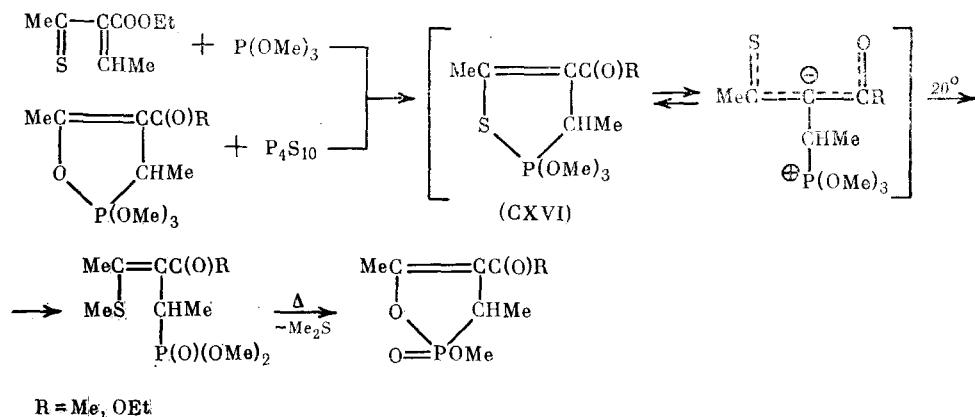 MeC CCOOEt
S CHMe + P(OMe)₃
MeC CC(O)R
O CHMe + P₄S₁₀
P(OMe)₃
MeC CC(O)R
S CHMe
P(OMe)₃
(CXVI)
S O
⊖
MeC C CR
CHMe
⊕ P(OMe)₃
20°
MeC CC(O)R
MeS CHMe
P(O)(OMe)₂
Δ
~Me₂S
MeC CC(O)R
O CHMe
O=POMe
R = Me, OEt